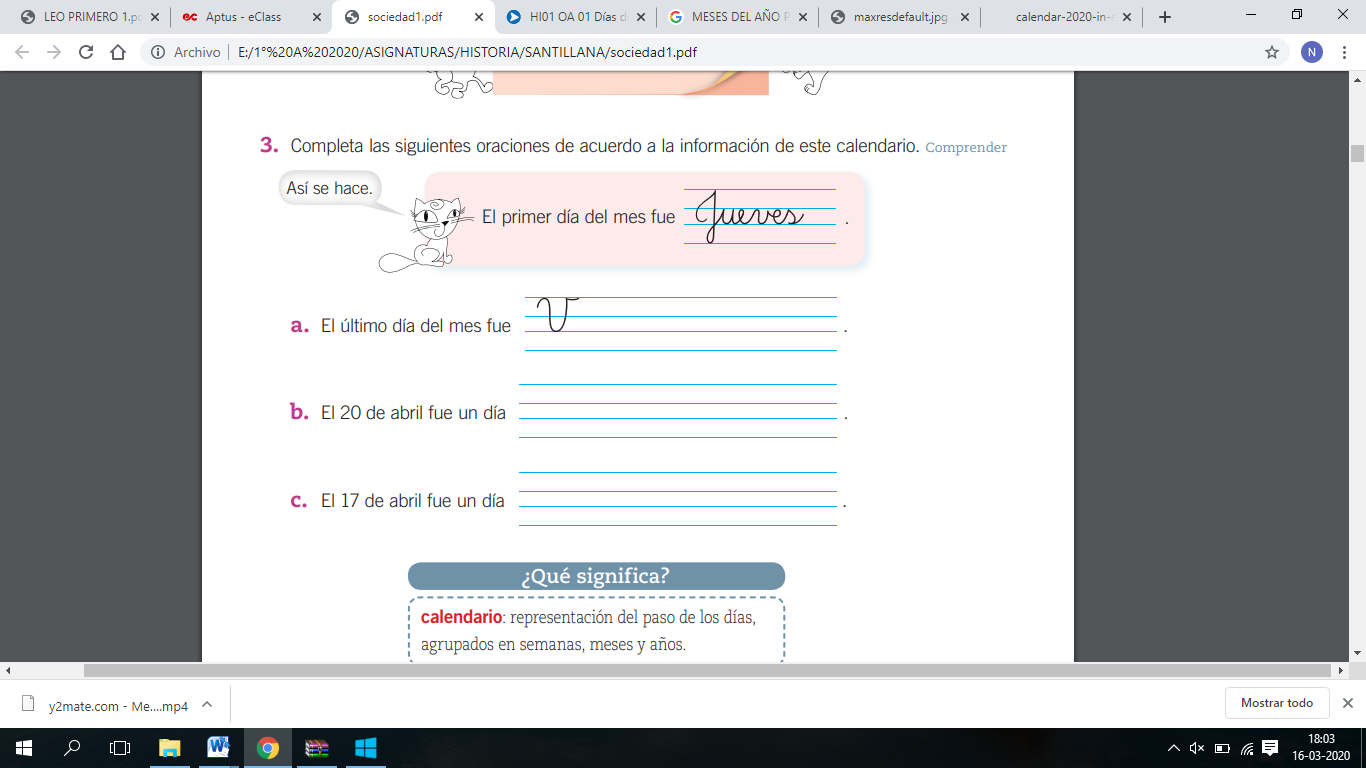 LEO PRIMERO 1.pc
Aptus - eClass
sociedad1.pdf
HI01 OA 01 Días d
MESES DEL AÑO P
maxresdefault.jpg
calendar-2020-in-s
Archivo
E:/1°%20A%202020/ASIGNATURAS/HISTORIA/SANTILLANA/sociedad1.pdf
N
3. Completa las siguientes oraciones de acuerdo a la información de este calendario. Comprender
Así se hace.
El primer día del mes fue Jueves .
a. El último día del mes fue V .
b. El 20 de abril fue un día .
c. El 17 de abril fue un día .
¿Qué significa?
calendario: representación del paso de los días,
agrupados en semanas, meses y años.
y2mate.com - Me....mp4
Mostrar todo
18:03
16-03-2020